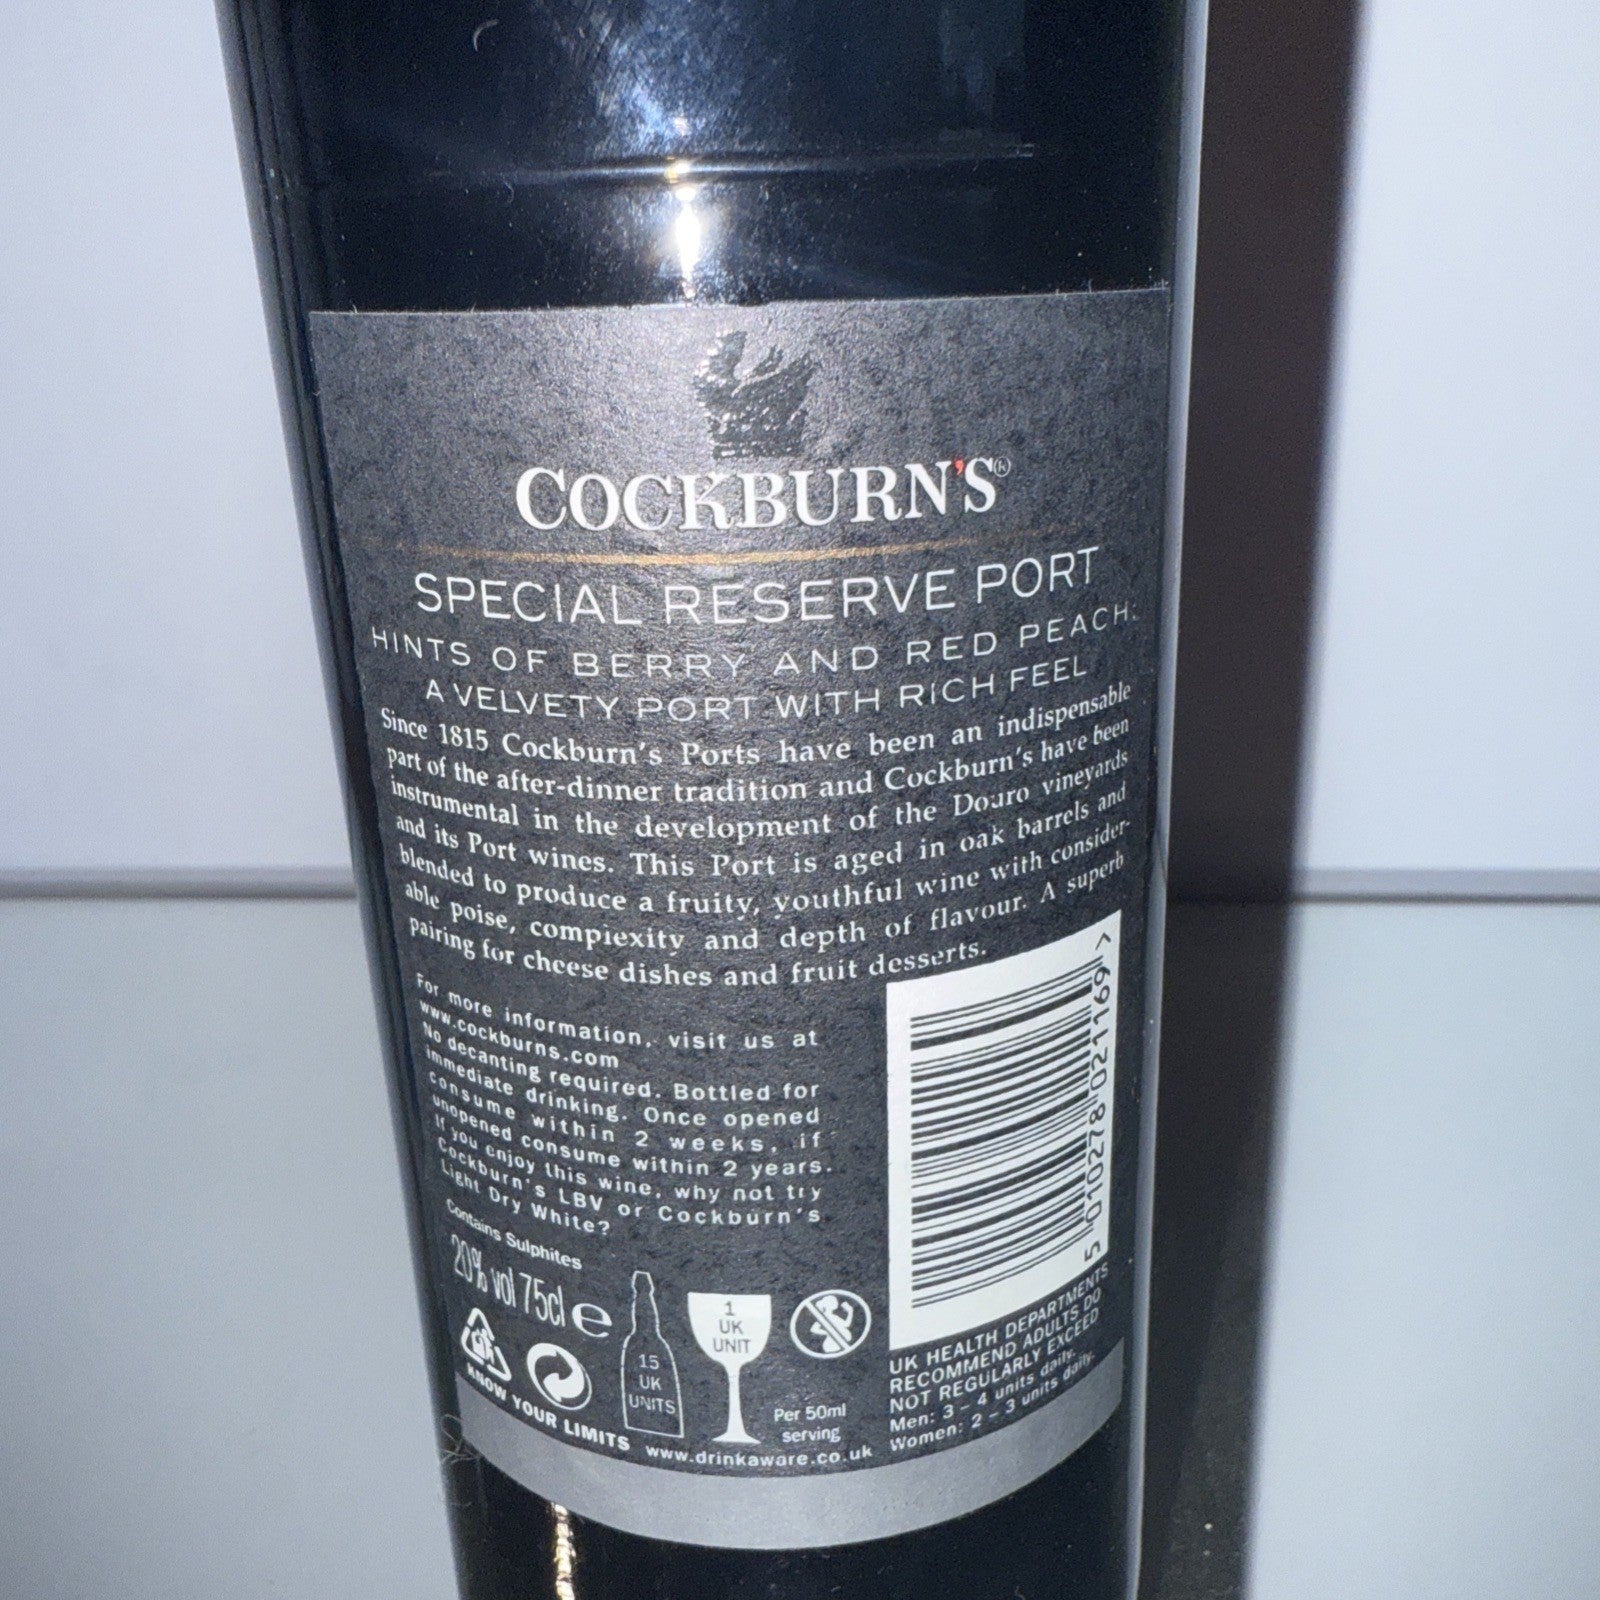 COCKBURN'S®
SPECIAL RESERVE PORT
HINTS OF BERRY AND RED PEACH:
A VELVETY PORT WITH RICH FEEL
Since 1815 Cockburn's Ports have been an indispensable
part of the after-dinner tradition and Cockburn's have been
instrumental in the development of the Douro vineyards
and its Port wines. This Port is aged in oak barrels and
blended to produce a fruity, youthful wine with consider-
able poise, complexity and depth of flavour. A superb
pairing for cheese dishes and fruit desserts.
For more information, visit us at
www.cockburns.com
No decanting required. Bottled for
immediate drinking. Once opened
consume within 2 weeks, if
unopened consume within 2 years.
If you enjoy this wine, why not try
Cockburn's LBV or Cockburn's
Light Dry White?
Contains Sulphites
20% vol 75cl e
15
UK
UNITS
1
UK
UNIT
Per 50ml
serving
KNOW YOUR LIMITS
www.drinkaware.co.uk
5 010278 021169 >
UK HEALTH DEPARTMENTS
RECOMMEND ADULTS DO
NOT REGULARLY EXCEED
Men: 3 - 4 units daily.
Women: 2 - 3 units daily.